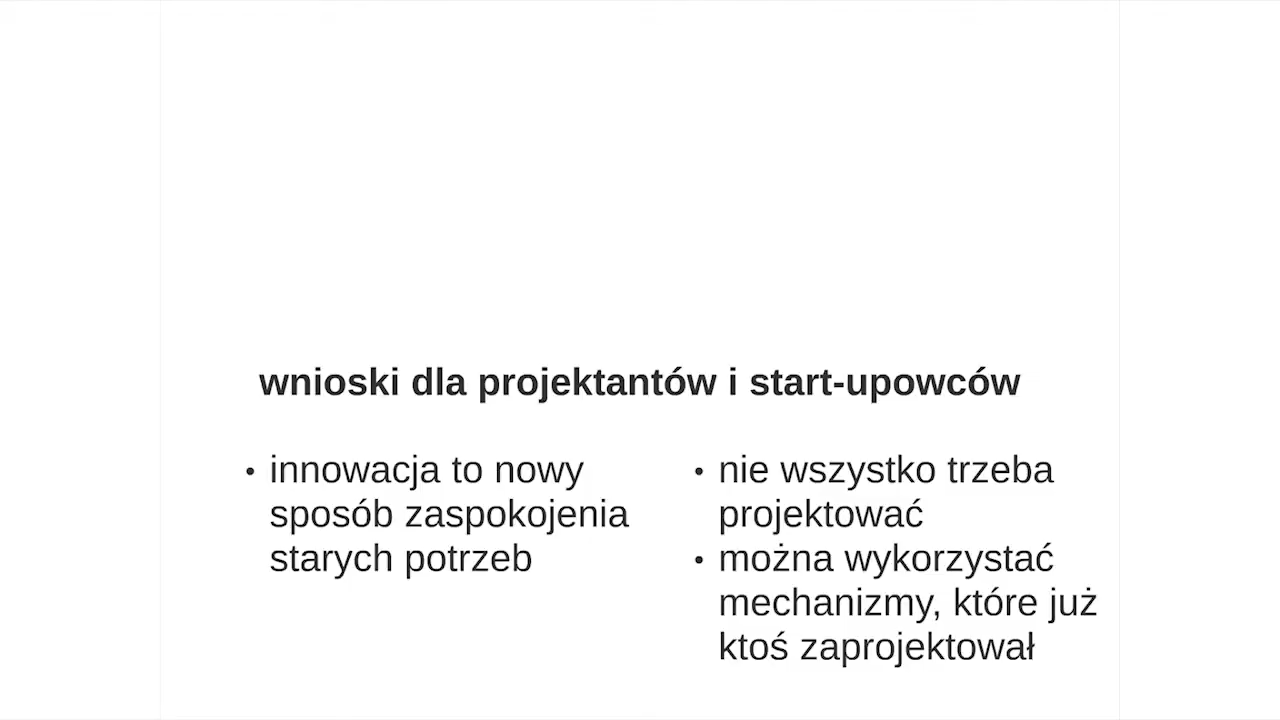 wnioski dla projektantów i start-upowców
• innowacja to nowy
sposób zaspokojenia
starych potrzeb
• nie wszystko trzeba
projektować
• można wykorzystać
mechanizmy, które już
ktoś zaprojektował